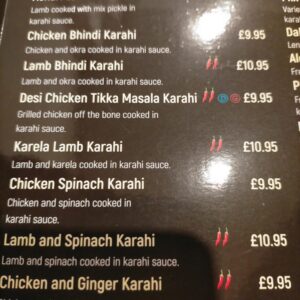 Lamb cooked with mix pickle in
karahi sauce.
Chicken Bhindi Karahi £9.95
Chicken and okra cooked in karahi sauce.
Lamb Bhindi Karahi £10.95
Lamb and okra cooked in karahi sauce.
Desi Chicken Tikka Masala Karahi £9.95
Grilled chicken off the bone cooked in
karahi sauce.
Karela Lamb Karahi £10.95
Lamb and karela cooked in karahi sauce.
Chicken Spinach Karahi £9.95
Chicken and spinach cooked in
karahi sauce.
Lamb and Spinach Karahi £10.95
Lamb and spinach cooked in karahi sauce.
Chicken and Ginger Karahi £9.95